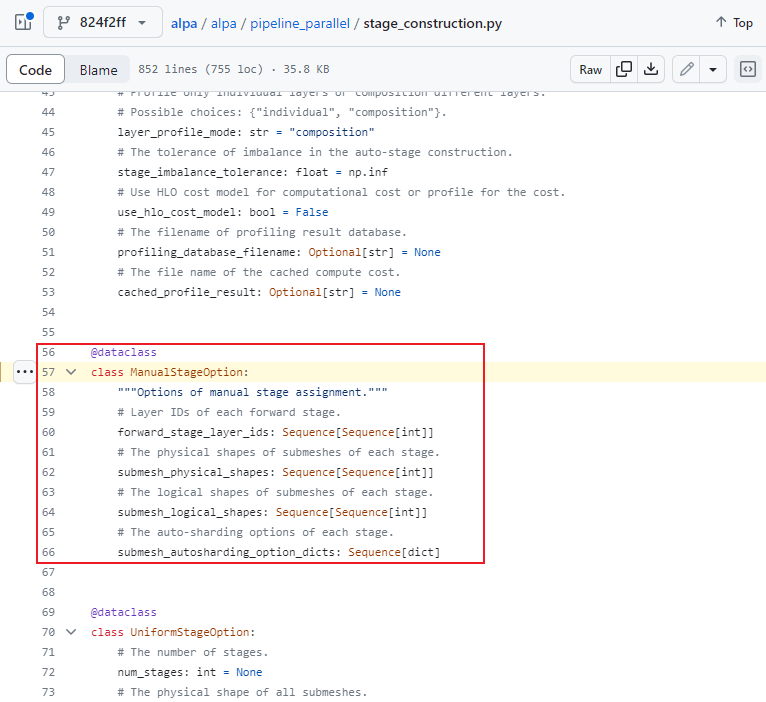 824f2ff
alpa / alpa / pipeline_parallel / stage_construction.py
Top
Code
Blame
852 lines (755 loc) · 35.8 KB
Raw
43 # Profile only individual layers or composition different layers.
44 # Possible choices: {"individual", "composition"}.
45 layer_profile_mode: str = "composition"
46 # The tolerance of imbalance in the auto-stage construction.
47 stage_imbalance_tolerance: float = np.inf
48 # Use HLO cost model for computational cost or profile for the cost.
49 use_hlo_cost_model: bool = False
50 # The filename of profiling result database.
51 profiling_database_filename: Optional[str] = None
52 # The file name of the cached compute cost.
53 cached_profile_result: Optional[str] = None
54
55
56 @dataclass
57 class ManualStageOption:
58 """Options of manual stage assignment."""
59 # Layer IDs of each forward stage.
60 forward_stage_layer_ids: Sequence[Sequence[int]]
61 # The physical shapes of submeshes of each stage.
62 submesh_physical_shapes: Sequence[Sequence[int]]
63 # The logical shapes of submeshes of each stage.
64 submesh_logical_shapes: Sequence[Sequence[int]]
65 # The auto-sharding options of each stage.
66 submesh_autosharding_option_dicts: Sequence[dict]
67
68
69 @dataclass
70 class UniformStageOption:
71 # The number of stages.
72 num_stages: int = None
73 # The physical shape of all submeshes.